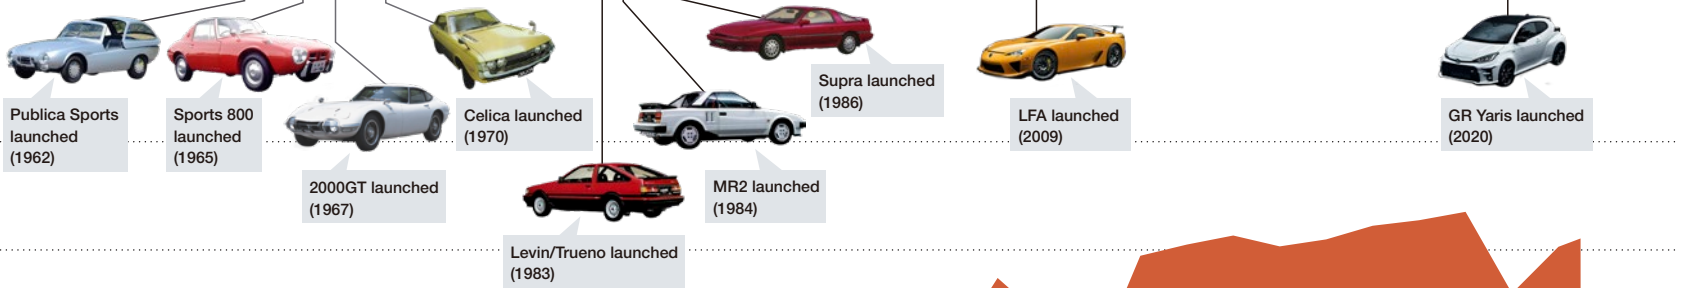 Publica Sports
launched
(1962)
Sports 800
launched
(1965)
2000GT launched
(1967)
Celica launched
(1970)
Levin/Trueno launched
(1983)
MR2 launched
(1984)
Supra launched
(1986)
LFA launched
(2009)
GR Yaris launched
(2020)